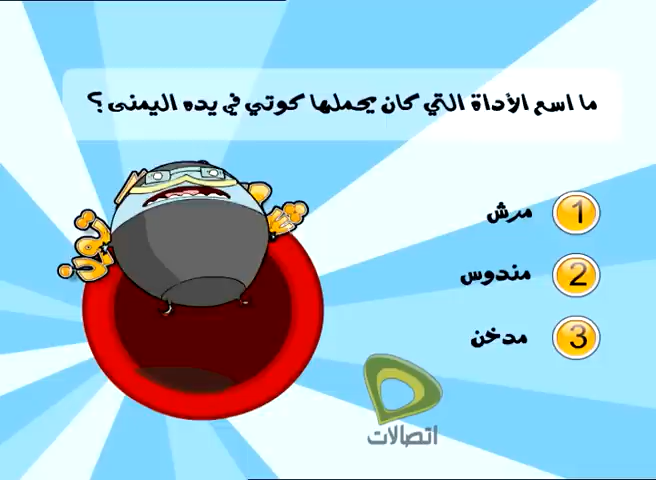 ما اسم الأداة التي كان يحملها كوتي في يده اليمنى ؟
1 مرش
2 مندوس
3 مدخن
اتصالات